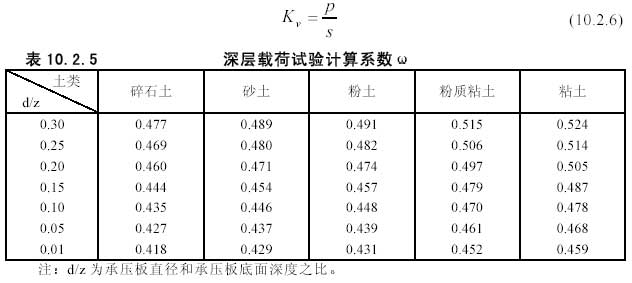 Kv = p/s (10.2.6)
表 10.2.5 深层载荷试验计算系数 ω
土类 d/z 碎石土 砂土 粉土 粉质粘土 粘土
0.30 0.477 0.489 0.491 0.515 0.524
0.25 0.469 0.480 0.482 0.506 0.514
0.20 0.460 0.471 0.474 0.497 0.505
0.15 0.444 0.454 0.457 0.479 0.487
0.10 0.435 0.446 0.448 0.470 0.478
0.05 0.427 0.437 0.439 0.461 0.468
0.01 0.418 0.429 0.431 0.452 0.459
注：d/z 为承压板直径和承压板底面深度之比。